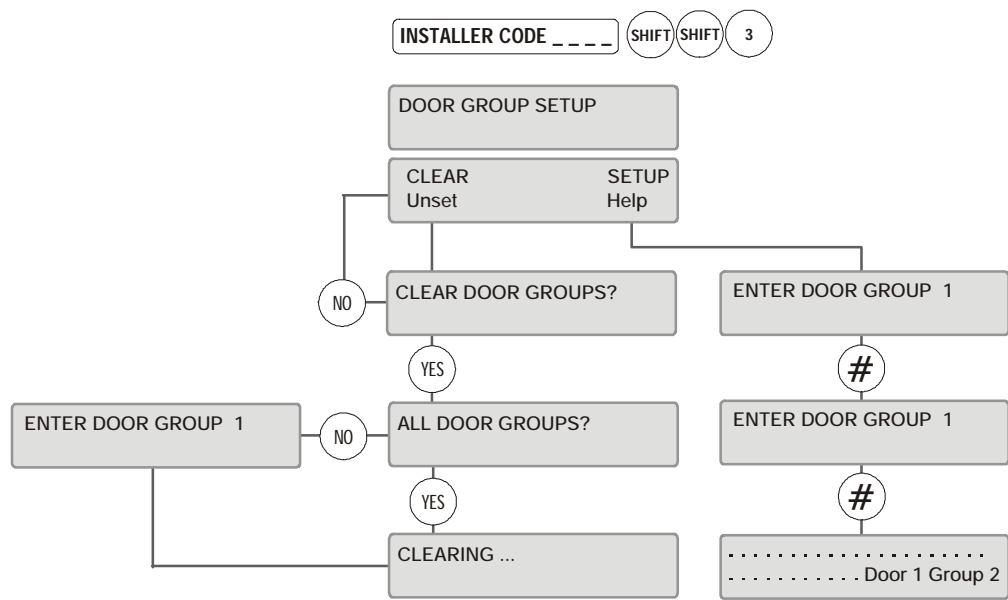 INSTALLER CODE _ _ _ _ SHIFT SHIFT 3
DOOR GROUP SETUP
CLEAR SETUP
Unset Help
NO
CLEAR DOOR GROUPS?
ENTER DOOR GROUP 1
YES
#
ENTER DOOR GROUP 1
NO
ALL DOOR GROUPS?
ENTER DOOR GROUP 1
YES
#
CLEARING ...
. . . . . . . . . . . . . . . . . . . . .
. . . . . . . . . . . Door 1 Group 2